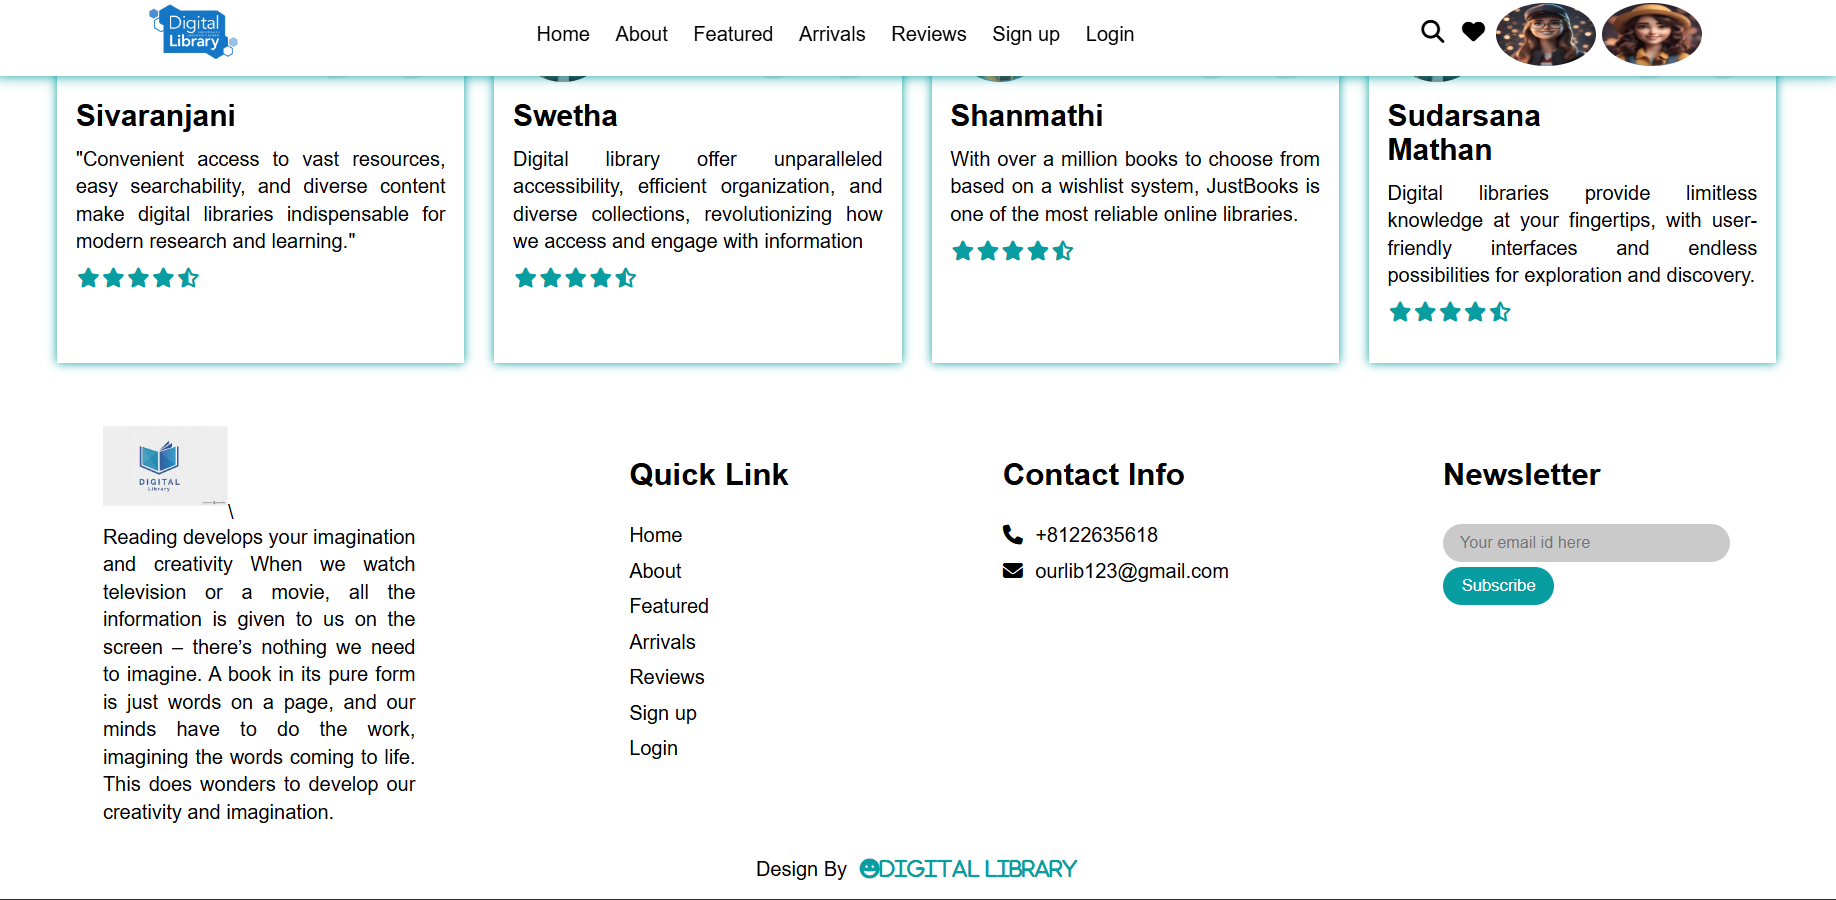 Digital
Library
Home About Featured Arrivals Reviews Sign up Login
Sivaranjani
"Convenient access to vast resources,
easy searchability, and diverse content
make digital libraries indispensable for
modern research and learning."
Swetha
Digital library offer unparalleled
accessibility, efficient organization, and
diverse collections, revolutionizing how
we access and engage with information
Shanmathi
With over a million books to choose from
based on a wishlist system, JustBooks is
one of the most reliable online libraries.
Sudarsana
Mathan
Digital libraries provide limitless
knowledge at your fingertips, with user-
friendly interfaces and endless
possibilities for exploration and discovery.
DIGITAL
Library
\
Reading develops your imagination
and creativity When we watch
television or a movie, all the
information is given to us on the
screen – there’s nothing we need
to imagine. A book in its pure form
is just words on a page, and our
minds have to do the work,
imagining the words coming to life.
This does wonders to develop our
creativity and imagination.
Quick Link
Home
About
Featured
Arrivals
Reviews
Sign up
Login
Contact Info
+8122635618
ourlib123@gmail.com
Newsletter
Your email id here
Subscribe
Design By DIGITAL LIBRARY